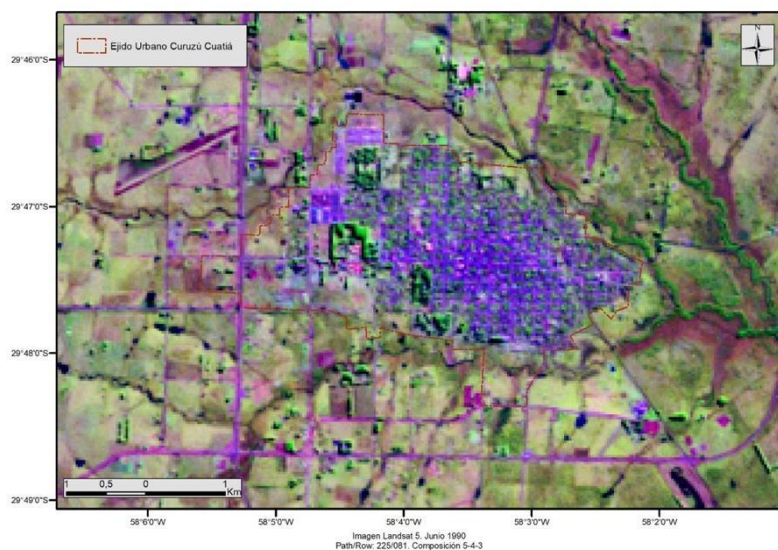 Ejido Urbano Curuzú Cuatiá
N
29°46'0"S
29°47'0"S
29°48'0"S
29°49'0"S
1 0,5 0 1
Km
58°6'0"W 58°5'0"W 58°4'0"W 58°3'0"W 58°2'0"W
Imagen Landsat 5. Junio 1990
Path/Row: 225/081. Composición 5-4-3